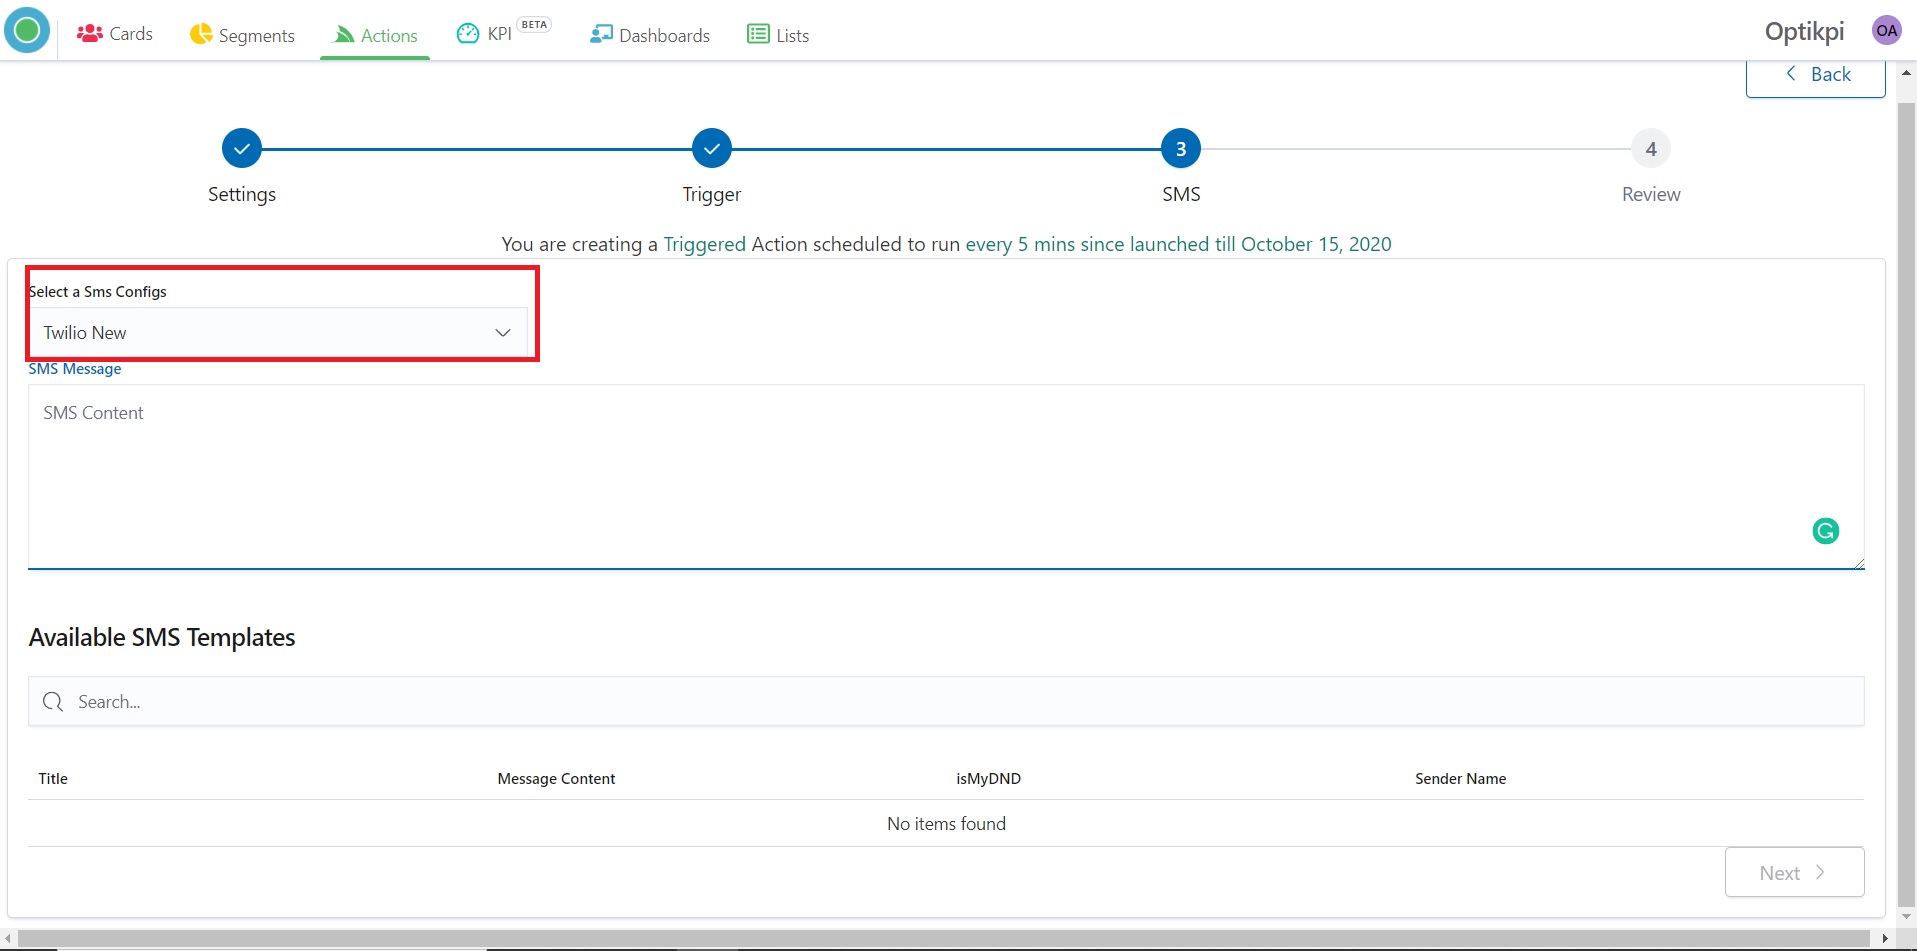 Cards Segments Actions KPI BETA Dashboards Lists Optikpi OA
Back
3 4
Settings Trigger SMS Review
You are creating a Triggered Action scheduled to run every 5 mins since launched till October 15, 2020
Select a Sms Configs
Twilio New
SMS Message
SMS Content
Available SMS Templates
Search...
Title Message Content isMyDND Sender Name
No items found
Next